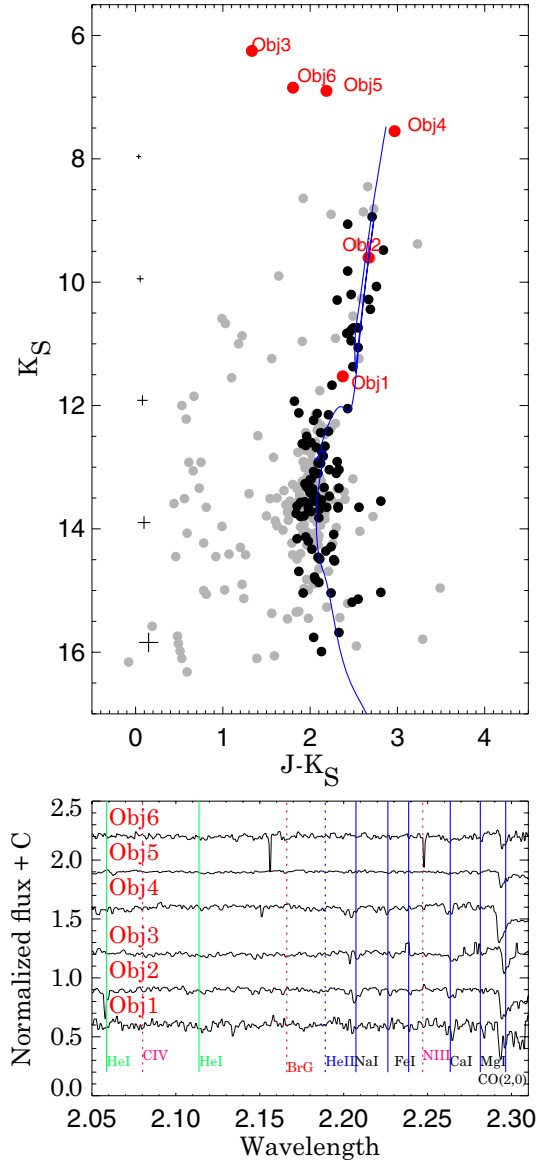 6
8
10
12
14
16
K_S
Obj3
Obj6
Obj5
Obj4
Obj2
Obj1
0
1
2
3
4
J-K_S
2.5
2.0
1.5
1.0
0.5
0.0
Normalized flux + C
Obj6
Obj5
Obj4
Obj3
Obj2
Obj1
HeI
CIV
HeI
BrG
HeII
NaI
FeI
NIII
CaI
MgI
CO(2,0)
2.05
2.10
2.15
2.20
2.25
2.30
Wavelength